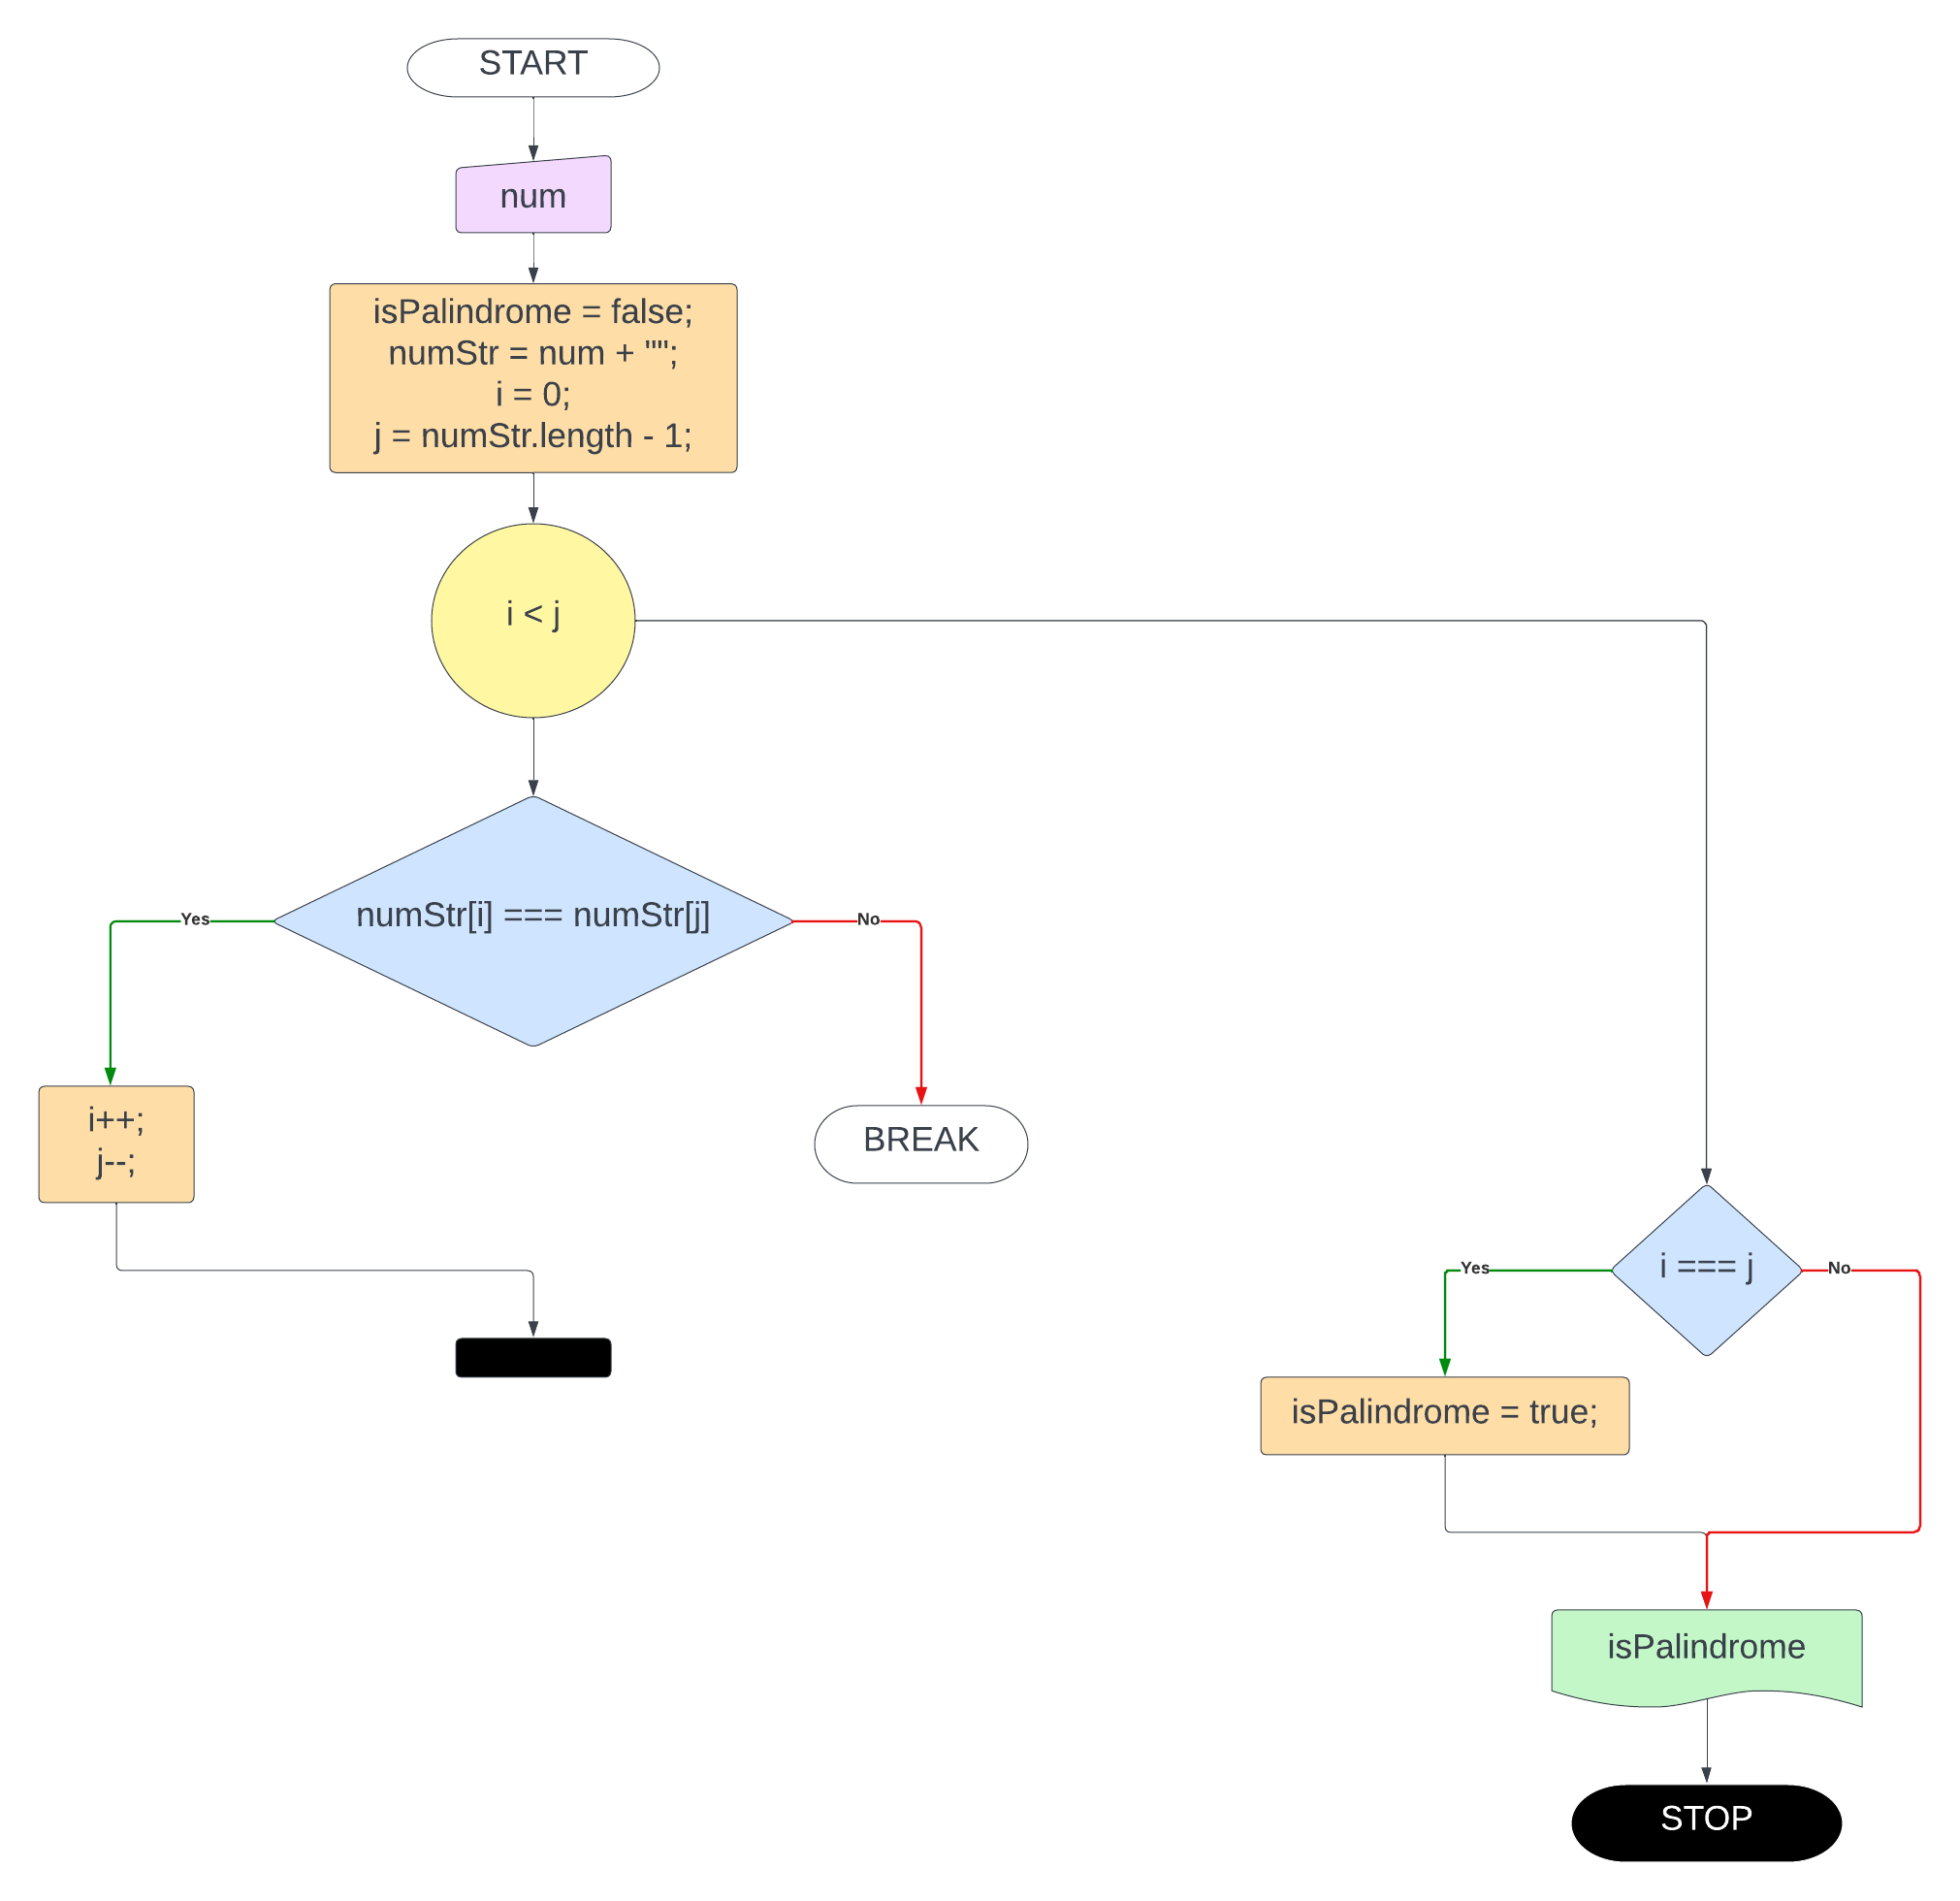 START
num
isPalindrome = false;
numStr = num + "";
i = 0;
j = numStr.length - 1;
i < j
numStr[i] === numStr[j]
Yes
No
i++;
j--;
BREAK
i === j
Yes
No
isPalindrome = true;
isPalindrome
STOP